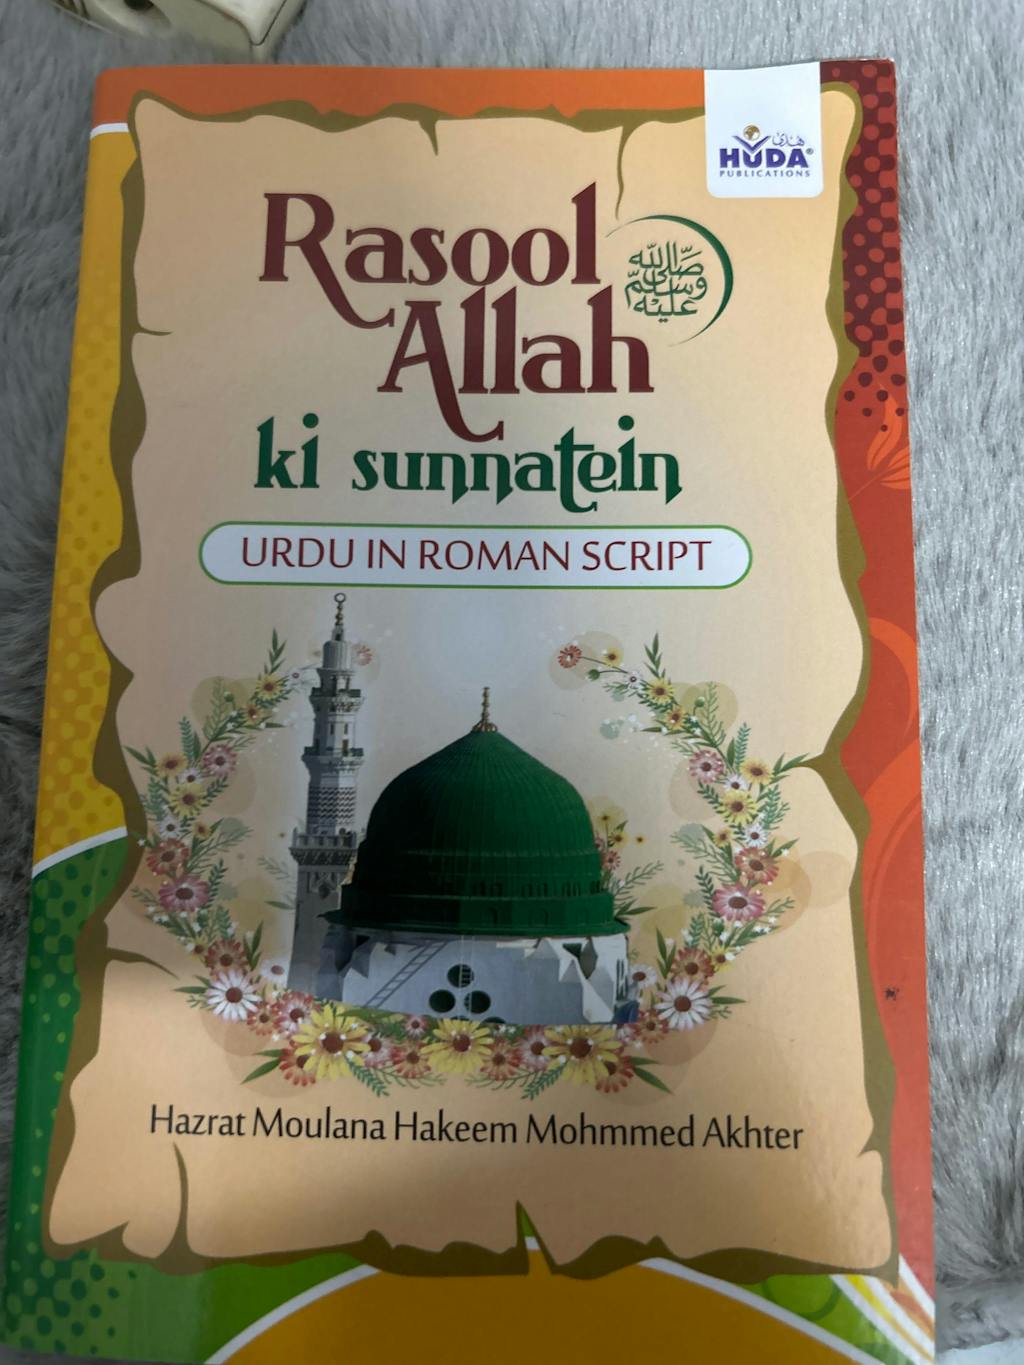 هدى
HUDA®
PUBLICATIONS
Rasool
صلى الله عليه وسلم
Allah
ki sunnatein
URDU IN ROMAN SCRIPT
Hazrat Moulana Hakeem Mohmmed Akhter